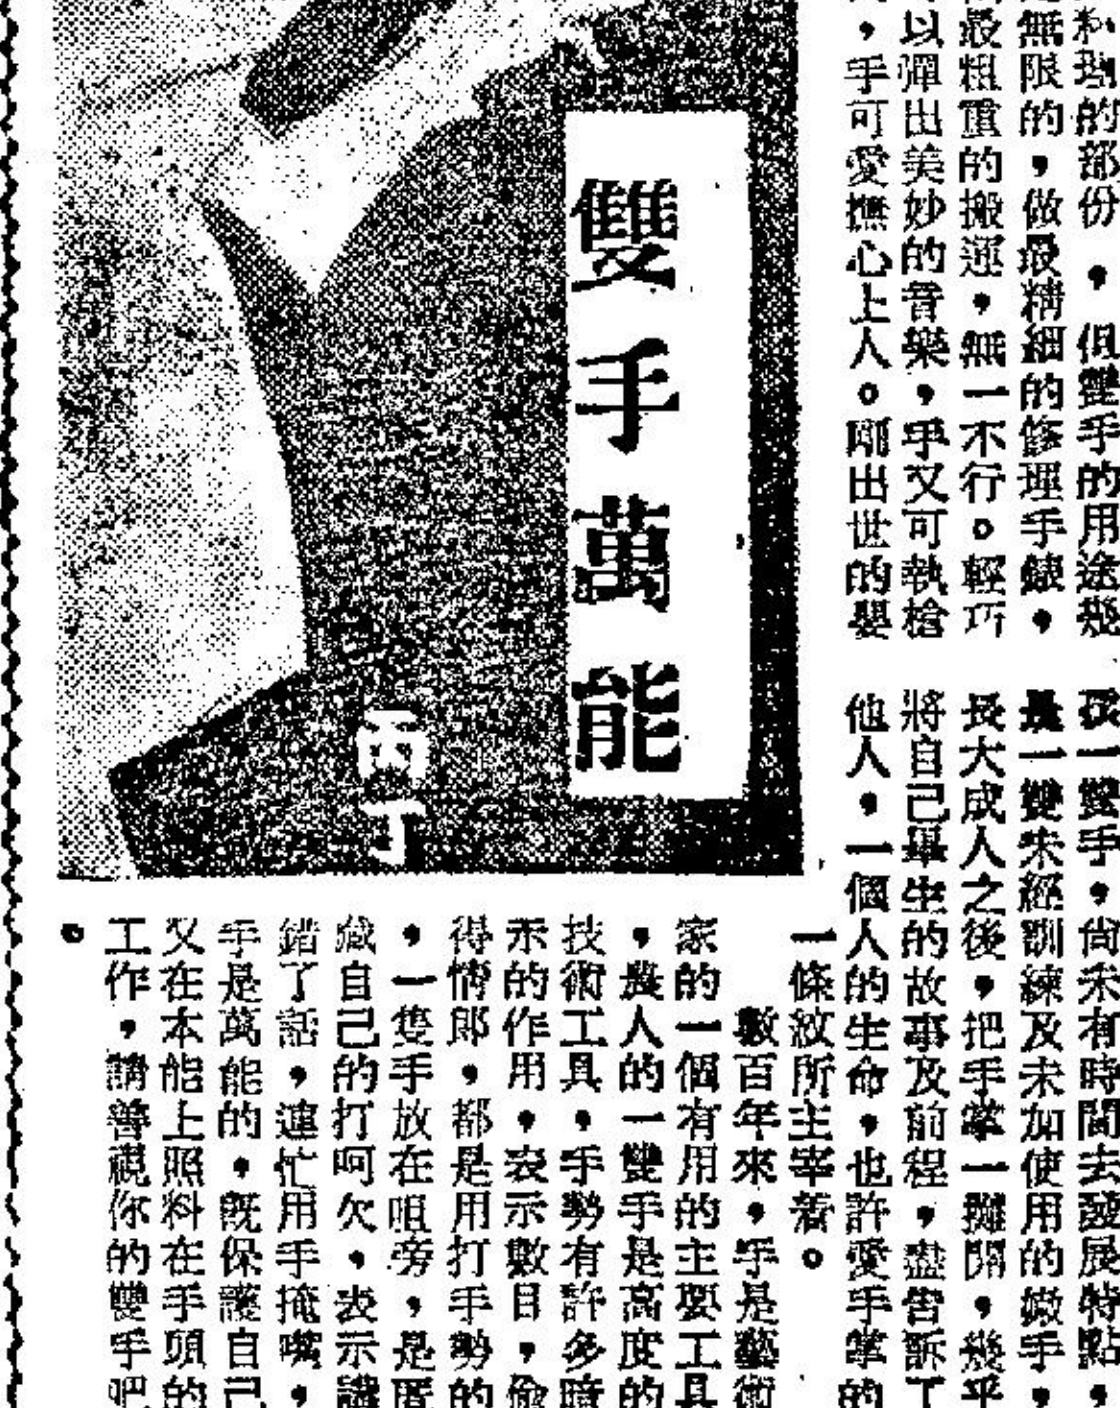 雙手萬能
丙丁
和理的部份，但雙手的用途幾
無限的，做最精細的修理手錶，
最粗重的搬運，無一不行。輕巧
以彈出美妙的音樂，手又可執槍
，手可愛撫心上人。剛出世的嬰
孩一雙手，尚未有時間去發展特點，
是一雙未經訓練及未加使用的嫩手，
長大成人之後，把手掌一攤開，幾乎
將自己畢生的故事及前程，盡告訴了
他人，一個人的生命，也許愛手掌的
一條紋所主宰着。
數百年來，手是藝術
家的一個有用的主要工具
，農人的一雙手是高度的
技術工具，手勢有許多暗
示的作用，表示數目，偷
得情郎，都是用打手勢的
，一隻手放在咀旁，是匿
藏自己的打呵欠，表示講
錯了話，連忙用手掩嘴，
手是萬能的，既保護自己
又在本能上照料在手頭的
工作，請善視你的雙手吧
。